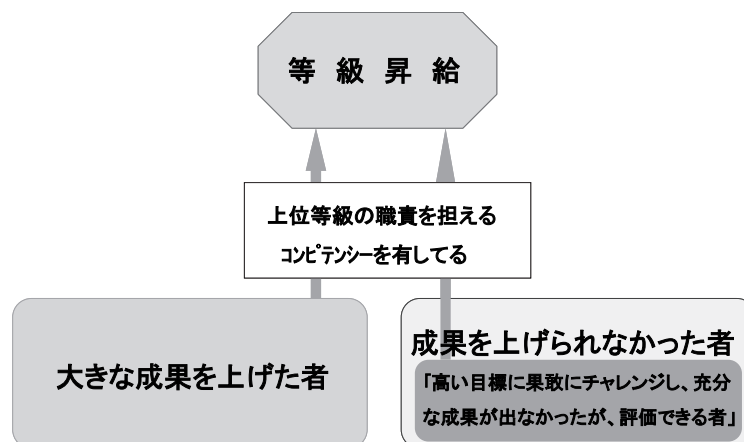 等 級 昇 給
上位等級の職責を担える
コンピテンシーを有してる
大きな成果を上げた者
成果を上げられなかった者
「高い目標に果敢にチャレンジし、充分
な成果が出なかったが、評価できる者」